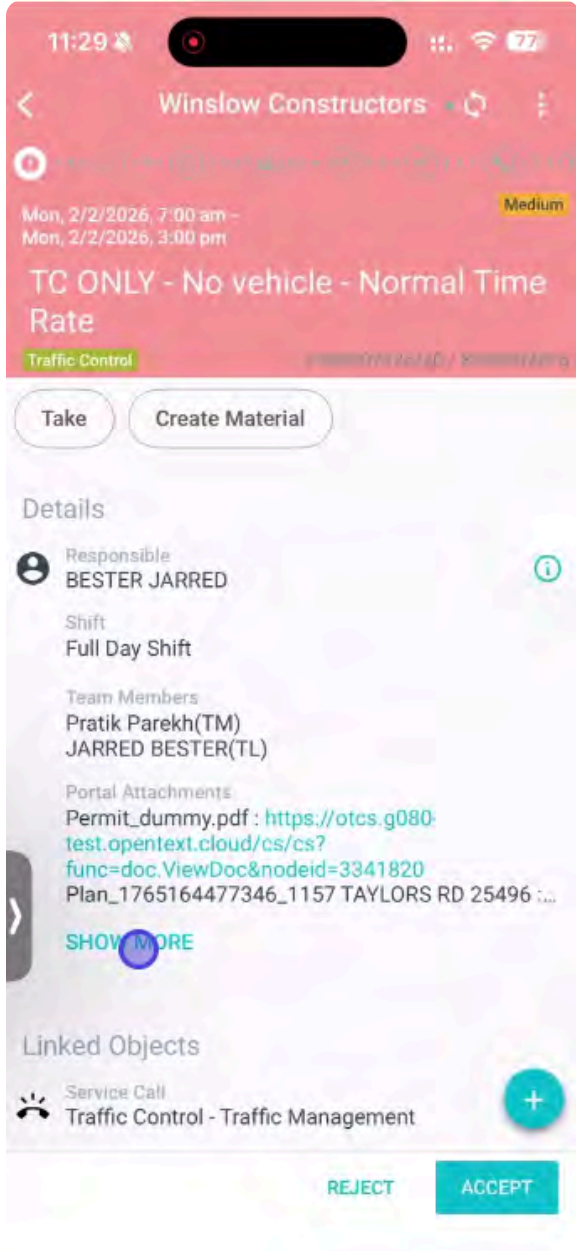 11:29
77
Winslow Constructors
Medium
Mon, 2/2/2026, 7:00 am -
Mon, 2/2/2026, 3:00 pm
TC ONLY - No vehicle - Normal Time
Rate
Traffic Control
Take
Create Material
Details
Responsible
BESTER JARRED
Shift
Full Day Shift
Team Members
Pratik Parekh(TM)
JARRED BESTER(TL)
Portal Attachments
Permit_dummy.pdf : https://otcs.g080-
test.opentext.cloud/cs/cs?
func=doc.ViewDoc&nodeid=3341820
Plan_1765164477346_1157 TAYLORS RD 25496 :...
SHOW MORE
Linked Objects
Service Call
Traffic Control - Traffic Management
+
REJECT
ACCEPT